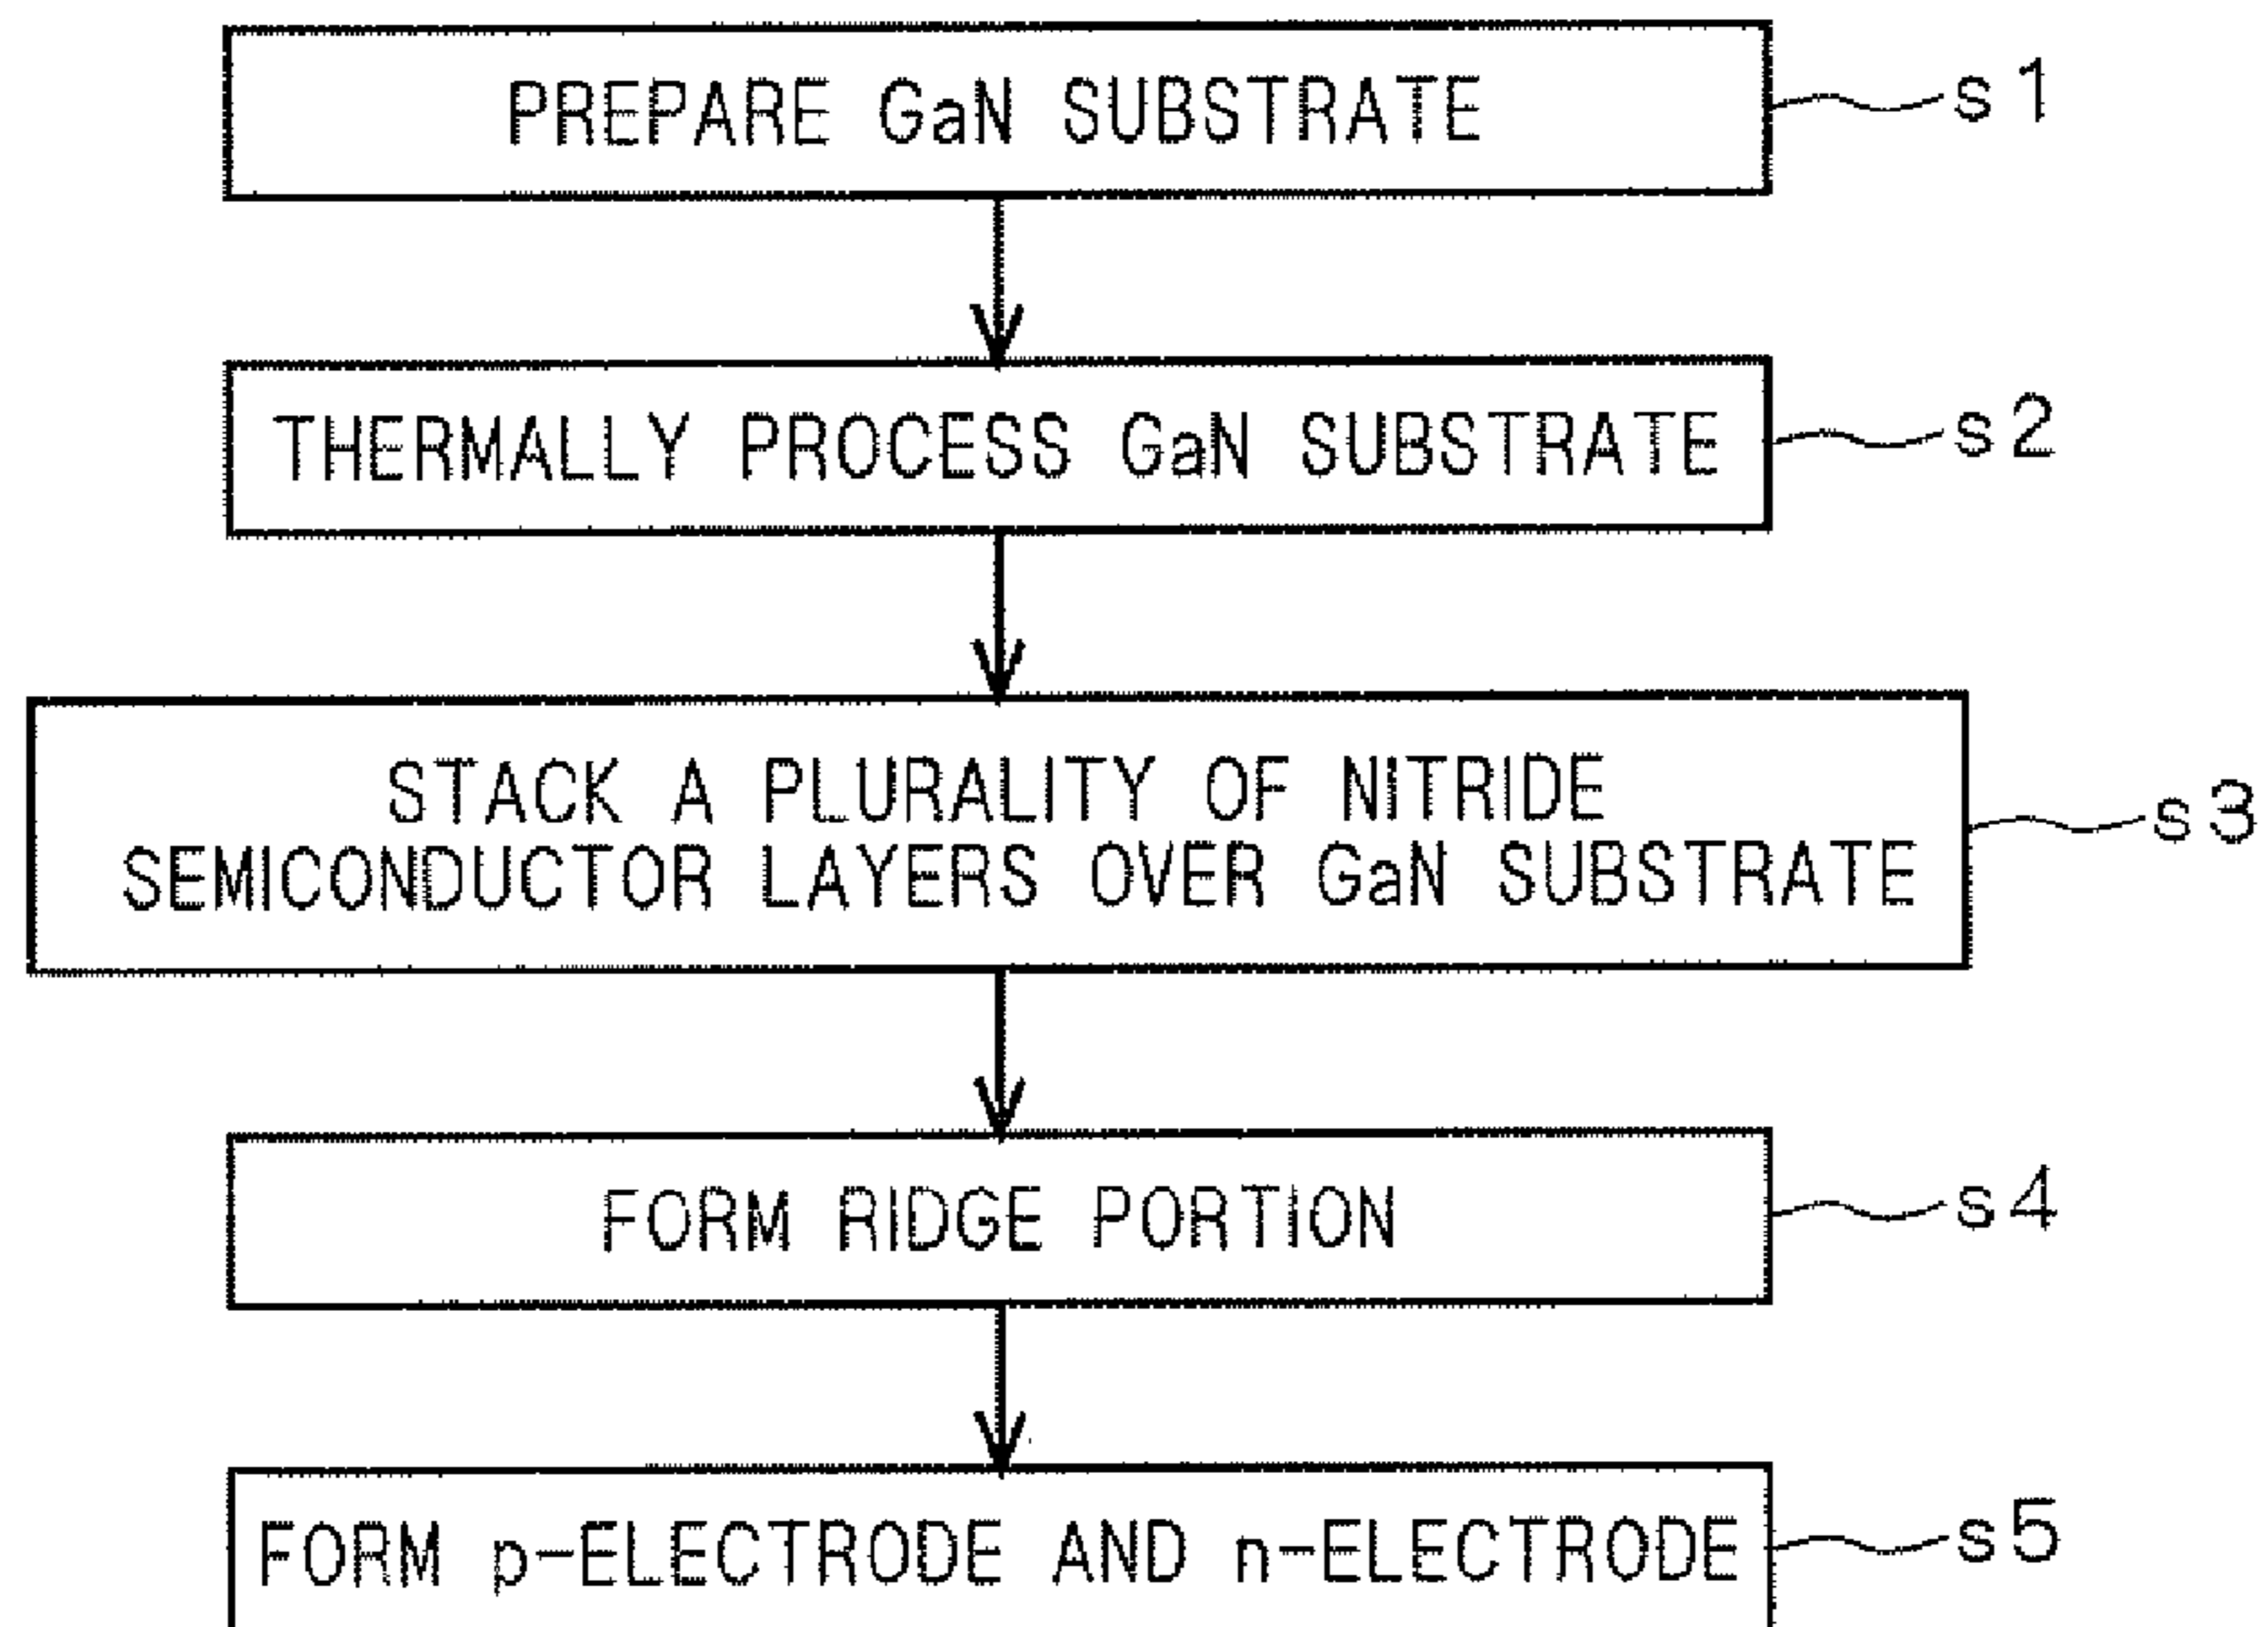 PREPARE GaN SUBSTRATE
s1
THERMALLY PROCESS GaN SUBSTRATE
s2
STACK A PLURALITY OF NITRIDE
SEMICONDUCTOR LAYERS OVER GaN SUBSTRATE
s3
FORM RIDGE PORTION
s4
FORM p-ELECTRODE AND n-ELECTRODE
s5